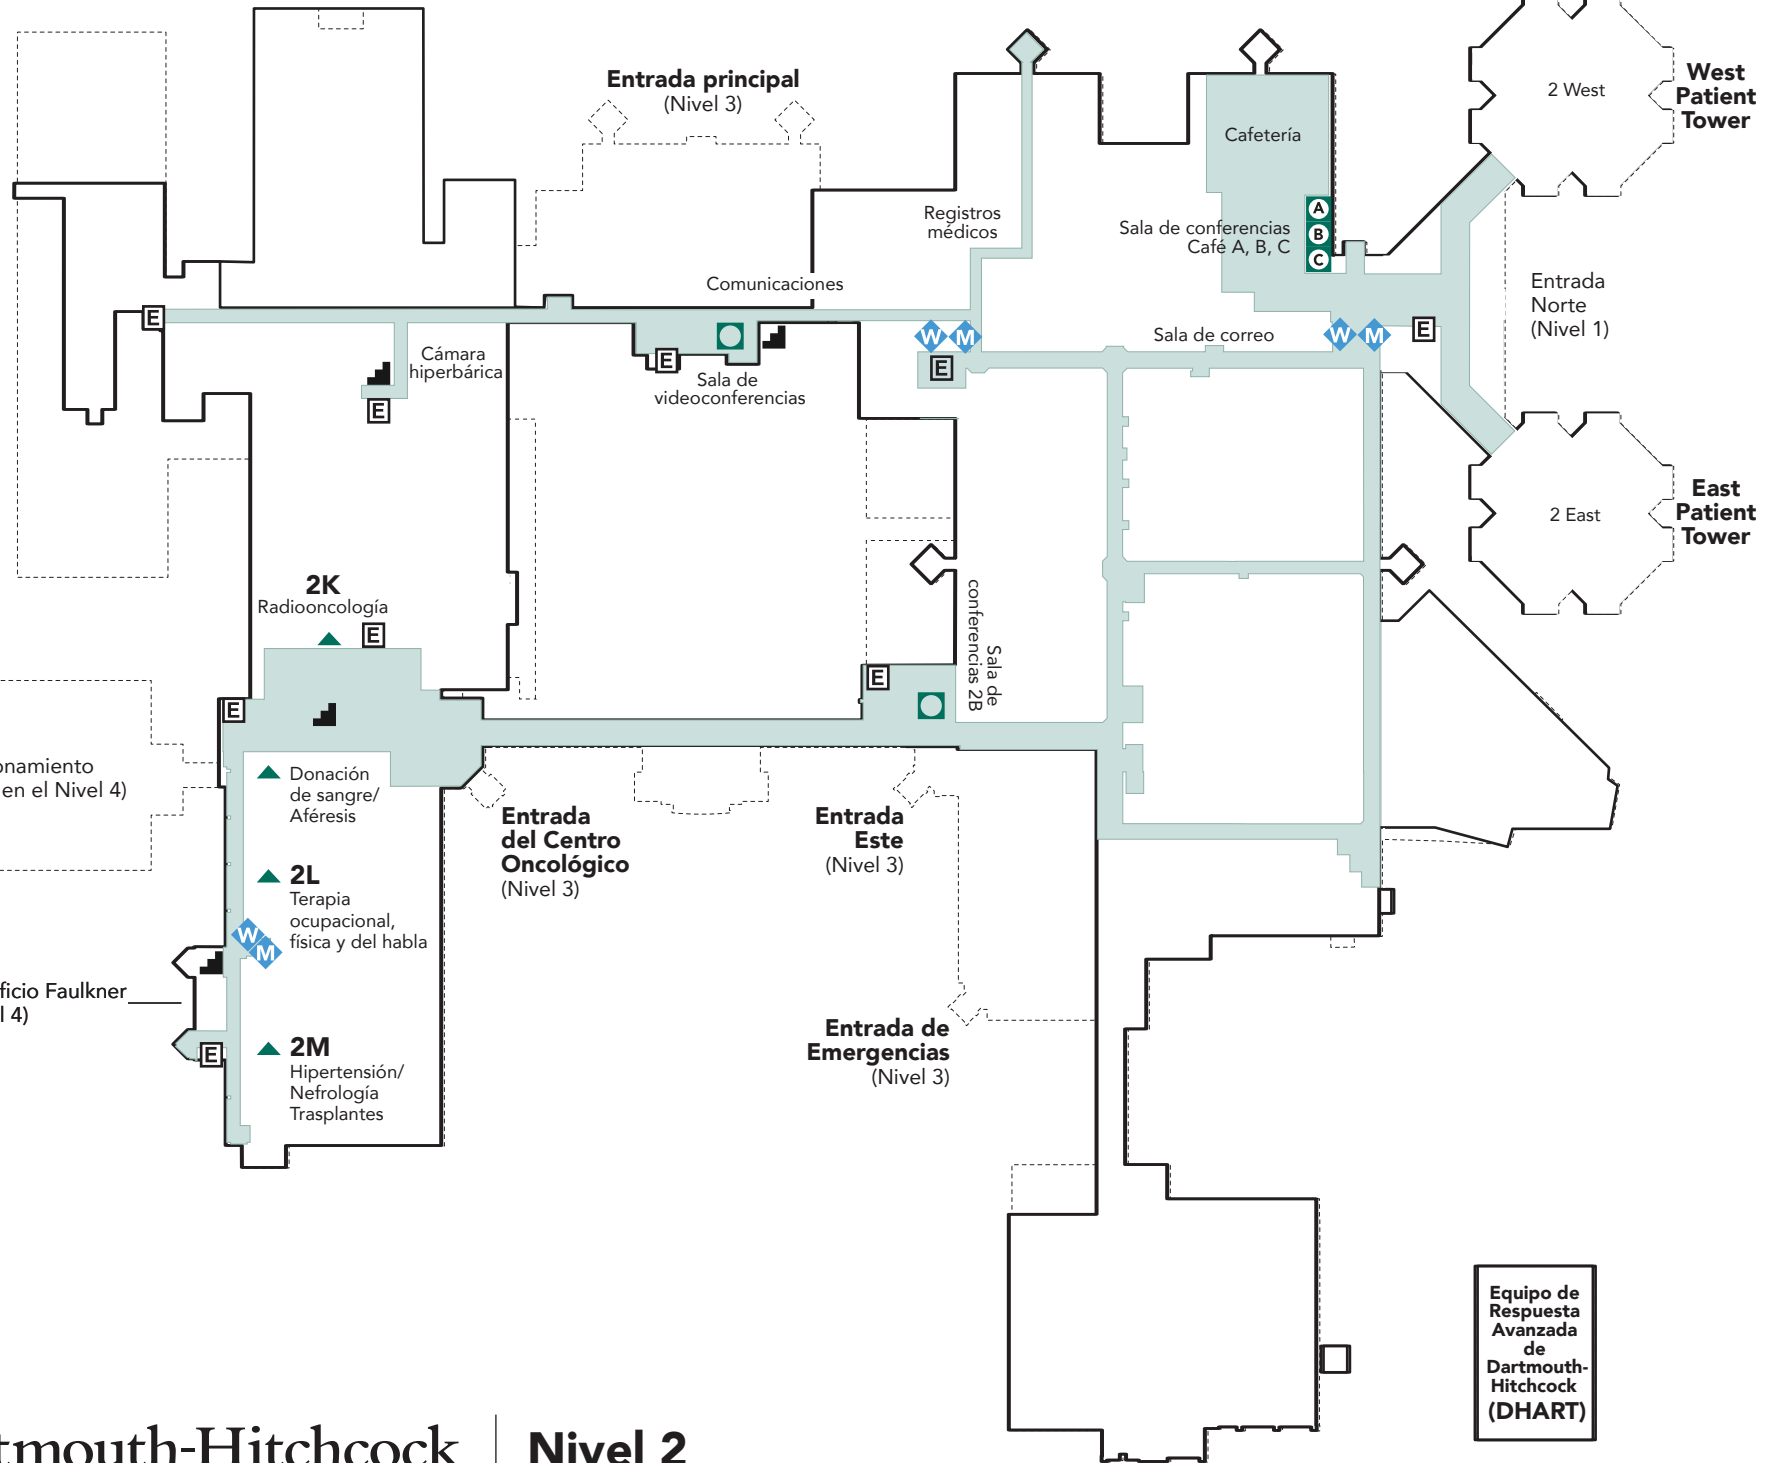 Entrada principal
(Nivel 3)
2 West
West
Patient
Tower
Cafetería
Registros
médicos
Sala de conferencias
Café A, B, C
A
B
C
Comunicaciones
Entrada
Norte
(Nivel 1)
E
W
M
Sala de correo
W
M
E
Cámara
hiperbárica
E
E
E
Sala de
videoconferencias
2 East
East
Patient
Tower
2K
Radiooncología
E
Sala de
conferencias 2B
E
E
onamiento
en el Nivel 4)
Donación
de sangre/
Aféresis
Entrada
del Centro
Oncológico
(Nivel 3)
Entrada
Este
(Nivel 3)
2L
Terapia
ocupacional,
física y del habla
W
M
ficio Faulkner
l 4)
E
2M
Hipertensión/
Nefrología
Trasplantes
Entrada de
Emergencias
(Nivel 3)
Equipo de
Respuesta
Avanzada
de
Dartmouth-
Hitchcock
(DHART)
tmouth-Hitchcock
Nivel 2